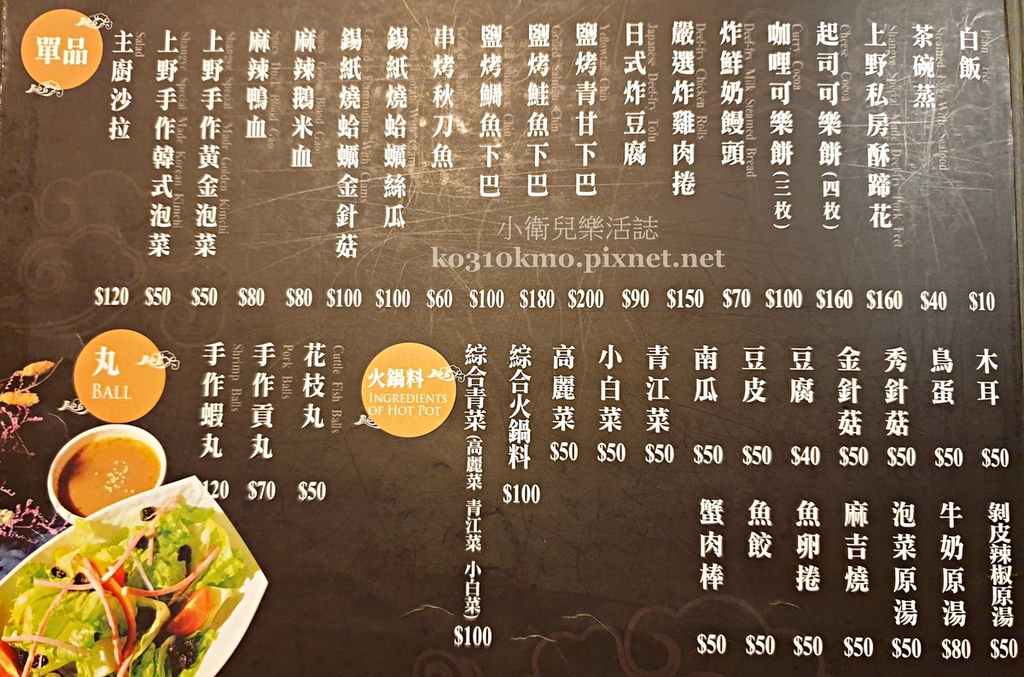 單品
主廚沙拉 $120
上野手作韓式泡菜 $50
上野手作黃金泡菜 $50
麻辣鴨血 $80
麻辣鵝米血 $80
錫紙燒蛤蠣金針菇 $100
錫紙燒蛤蠣絲瓜 $100
串烤秋刀魚 $60
鹽烤鯛魚下巴 $100
鹽烤鮭魚下巴 $180
鹽烤青甘下巴 $200
日式炸豆腐 $90
嚴選炸雞肉捲 $150
炸鮮奶饅頭 $70
咖哩可樂餅(三枚) $100
起司可樂餅(四枚) $160
上野私房酥蹄花 $160
茶碗蒸 $40
白飯 $10
小衛兒樂活誌
ko310kmo.pixnet.net
丸
BALL
手作蝦丸 Shrimp Balls 120
手作貢丸 Pork Balls $70
花枝丸 Cuttle Fish Balls $50
火鍋料
INGREDIENTS
OF HOT POT
綜合青菜(高麗菜 青江菜 小白菜) $100
綜合火鍋料 $100
高麗菜 $50
小白菜 $50
青江菜 $50
南瓜 $50
豆皮 $50
豆腐 $40
金針菇 $50
秀針菇 $50
鳥蛋 $50
木耳 $50
蟹肉棒 $50
魚餃 $50
魚卵捲 $50
麻吉燒 $50
泡菜原湯 $50
牛奶原湯 $80
剝皮辣椒原湯 $50